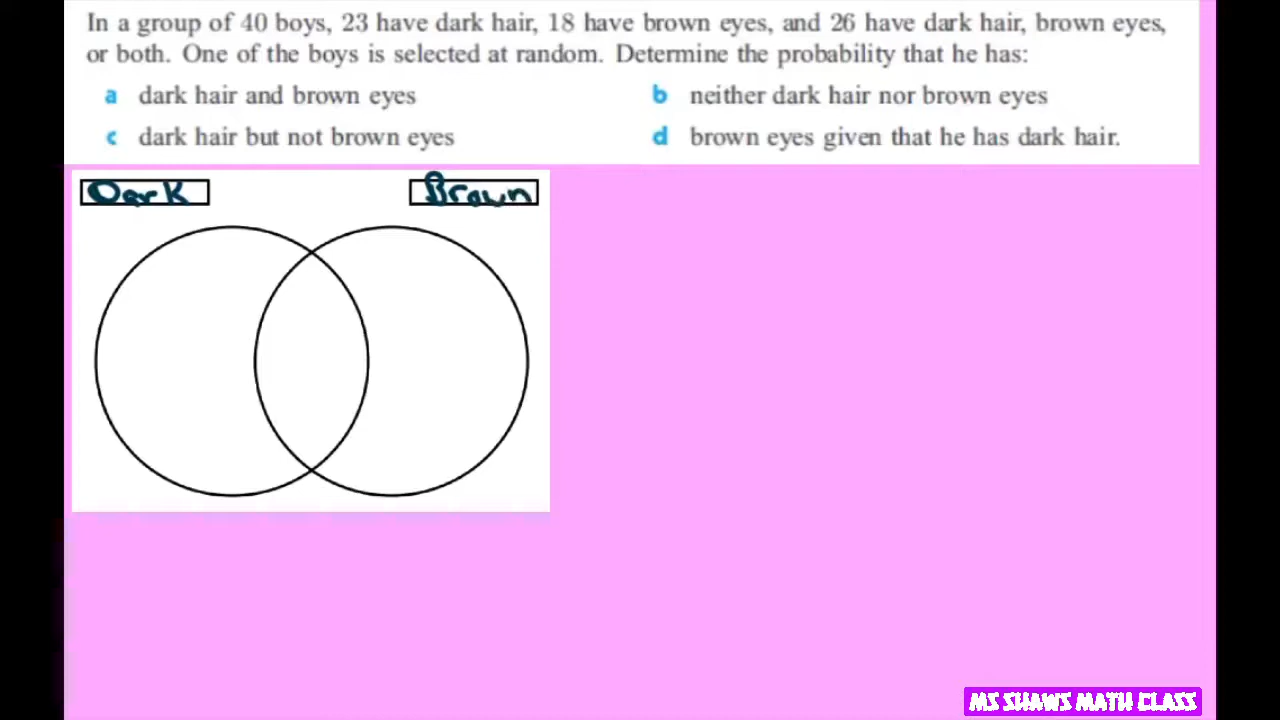 In a group of 40 boys, 23 have dark hair, 18 have brown eyes, and 26 have dark hair, brown eyes,
or both. One of the boys is selected at random. Determine the probability that he has:
a dark hair and brown eyes
b neither dark hair nor brown eyes
c dark hair but not brown eyes
d brown eyes given that he has dark hair.
Dark
Brown
MS SHAWS MATH CLASS